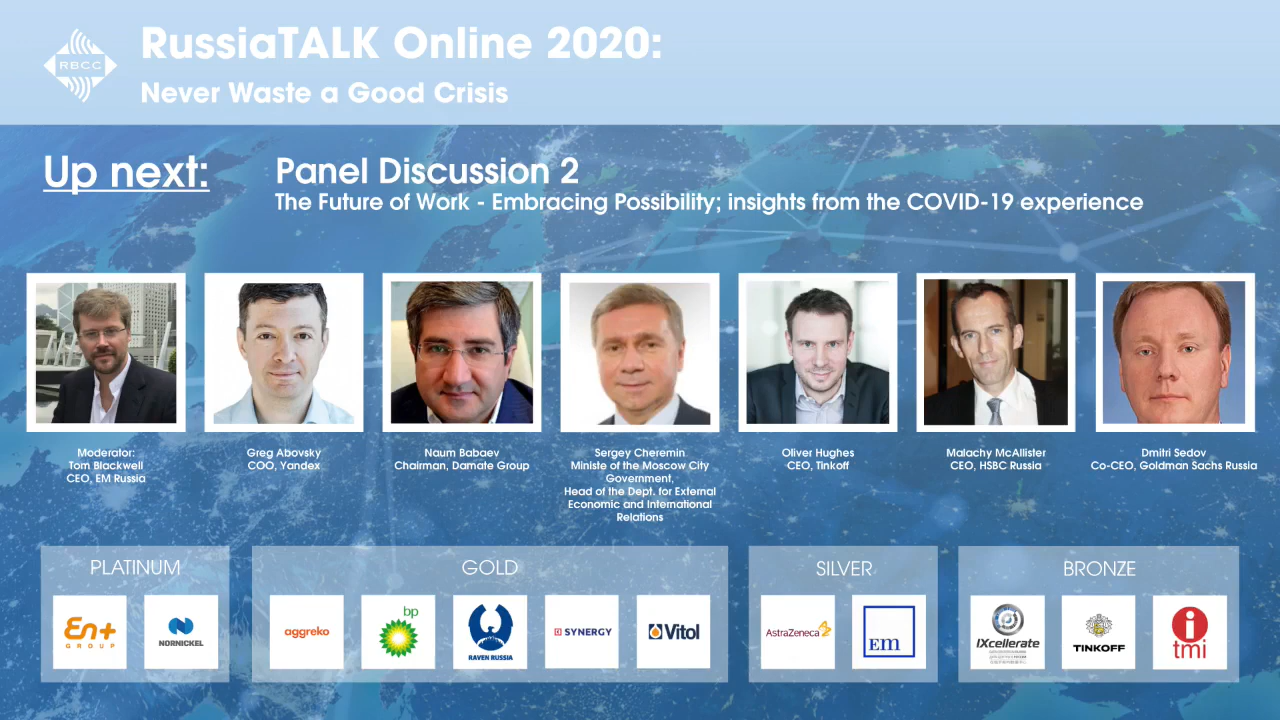 RBCC
RussiaTALK Online 2020:
Never Waste a Good Crisis
Up next:
Panel Discussion 2
The Future of Work - Embracing Possibility; insights from the COVID-19 experience
Moderator:
Tom Blackwell
CEO, EM Russia
Greg Abovsky
COO, Yandex
Naum Babaev
Chairman, Damate Group
Sergey Cheremin
Ministe of the Moscow City
Government,
Head of the Dept. for External
Economic and International
Relations
Oliver Hughes
CEO, Tinkoff
Malachy McAllister
CEO, HSBC Russia
Dmitri Sedov
Co-CEO, Goldman Sachs Russia
PLATINUM
En+
GROUP
NORNICKEL
GOLD
aggreko
bp
RAVEN RUSSIA
SYNERGY
Vitol
SILVER
AstraZeneca
EM
BRONZE
IXcellerate
TINKOFF
i
tmi